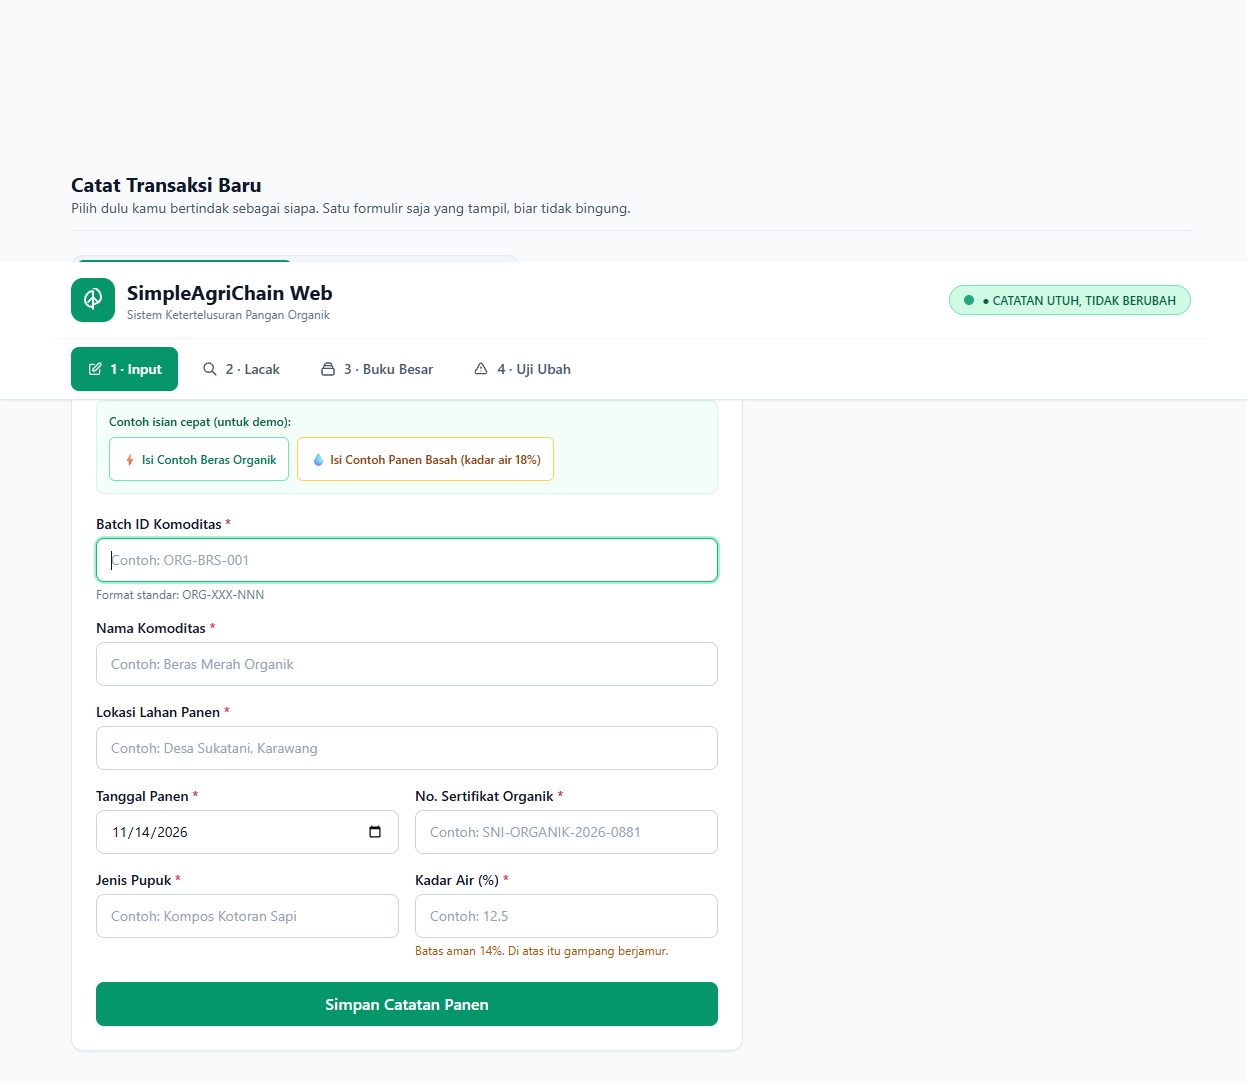 Catat Transaksi Baru
Pilih dulu kamu bertindak sebagai siapa. Satu formulir saja yang tampil, biar tidak bingung.
SimpleAgriChain Web
Sistem Ketertelusuran Pangan Organik
● CATATAN UTUH, TIDAK BERUBAH
1 · Input
2 · Lacak
3 · Buku Besar
4 · Uji Ubah
Contoh isian cepat (untuk demo):
Isi Contoh Beras Organik
Isi Contoh Panen Basah (kadar air 18%)
Batch ID Komoditas *
Contoh: ORG-BRS-001
Format standar: ORG-XXX-NNN
Nama Komoditas *
Contoh: Beras Merah Organik
Lokasi Lahan Panen *
Contoh: Desa Sukatani, Karawang
Tanggal Panen *
11/14/2026
No. Sertifikat Organik *
Contoh: SNI-ORGANIK-2026-0881
Jenis Pupuk *
Contoh: Kompos Kotoran Sapi
Kadar Air (%) *
Contoh: 12.5
Batas aman 14%. Di atas itu gampang berjamur.
Simpan Catatan Panen